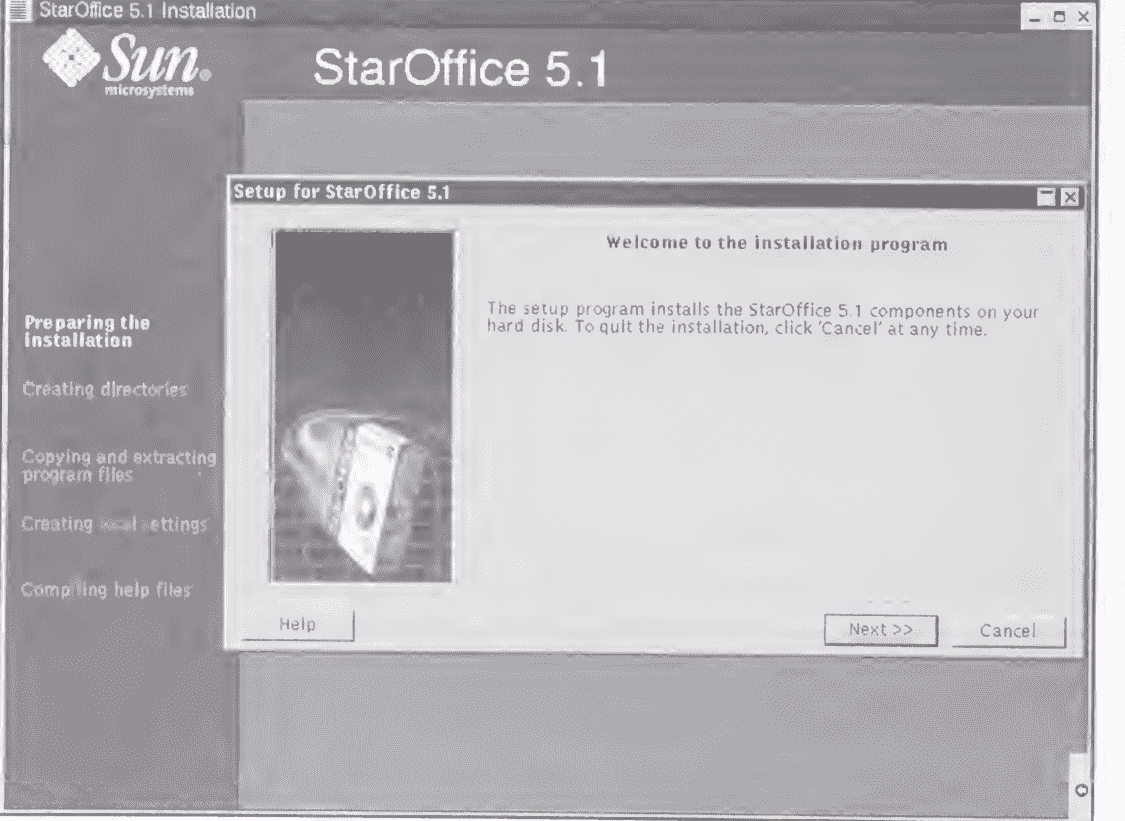 StarOffice 5.1 Installation
Sun
microsystems
StarOffice 5.1
Setup for StarOffice 5.1
Welcome to the installation program
The setup program installs the StarOffice 5.1 components on your
hard disk. To quit the installation, click 'Cancel' at any time.
Preparing the
installation
Creating directories
Copying and extracting
program files
Creating
Compiling help files
Help
Next >>
Cancel